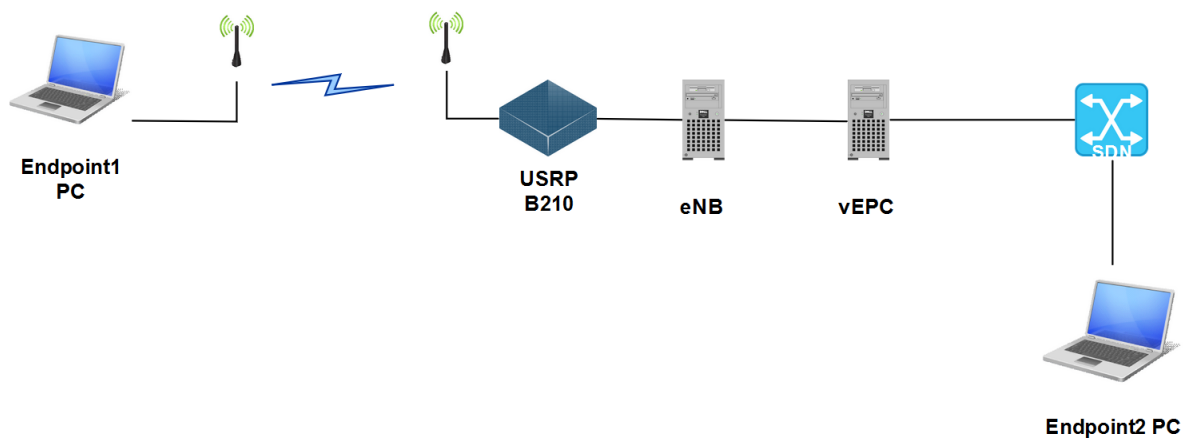 SDN
Endpoint1
PC
USRP
B210
eNB
vEPC
Endpoint2 PC